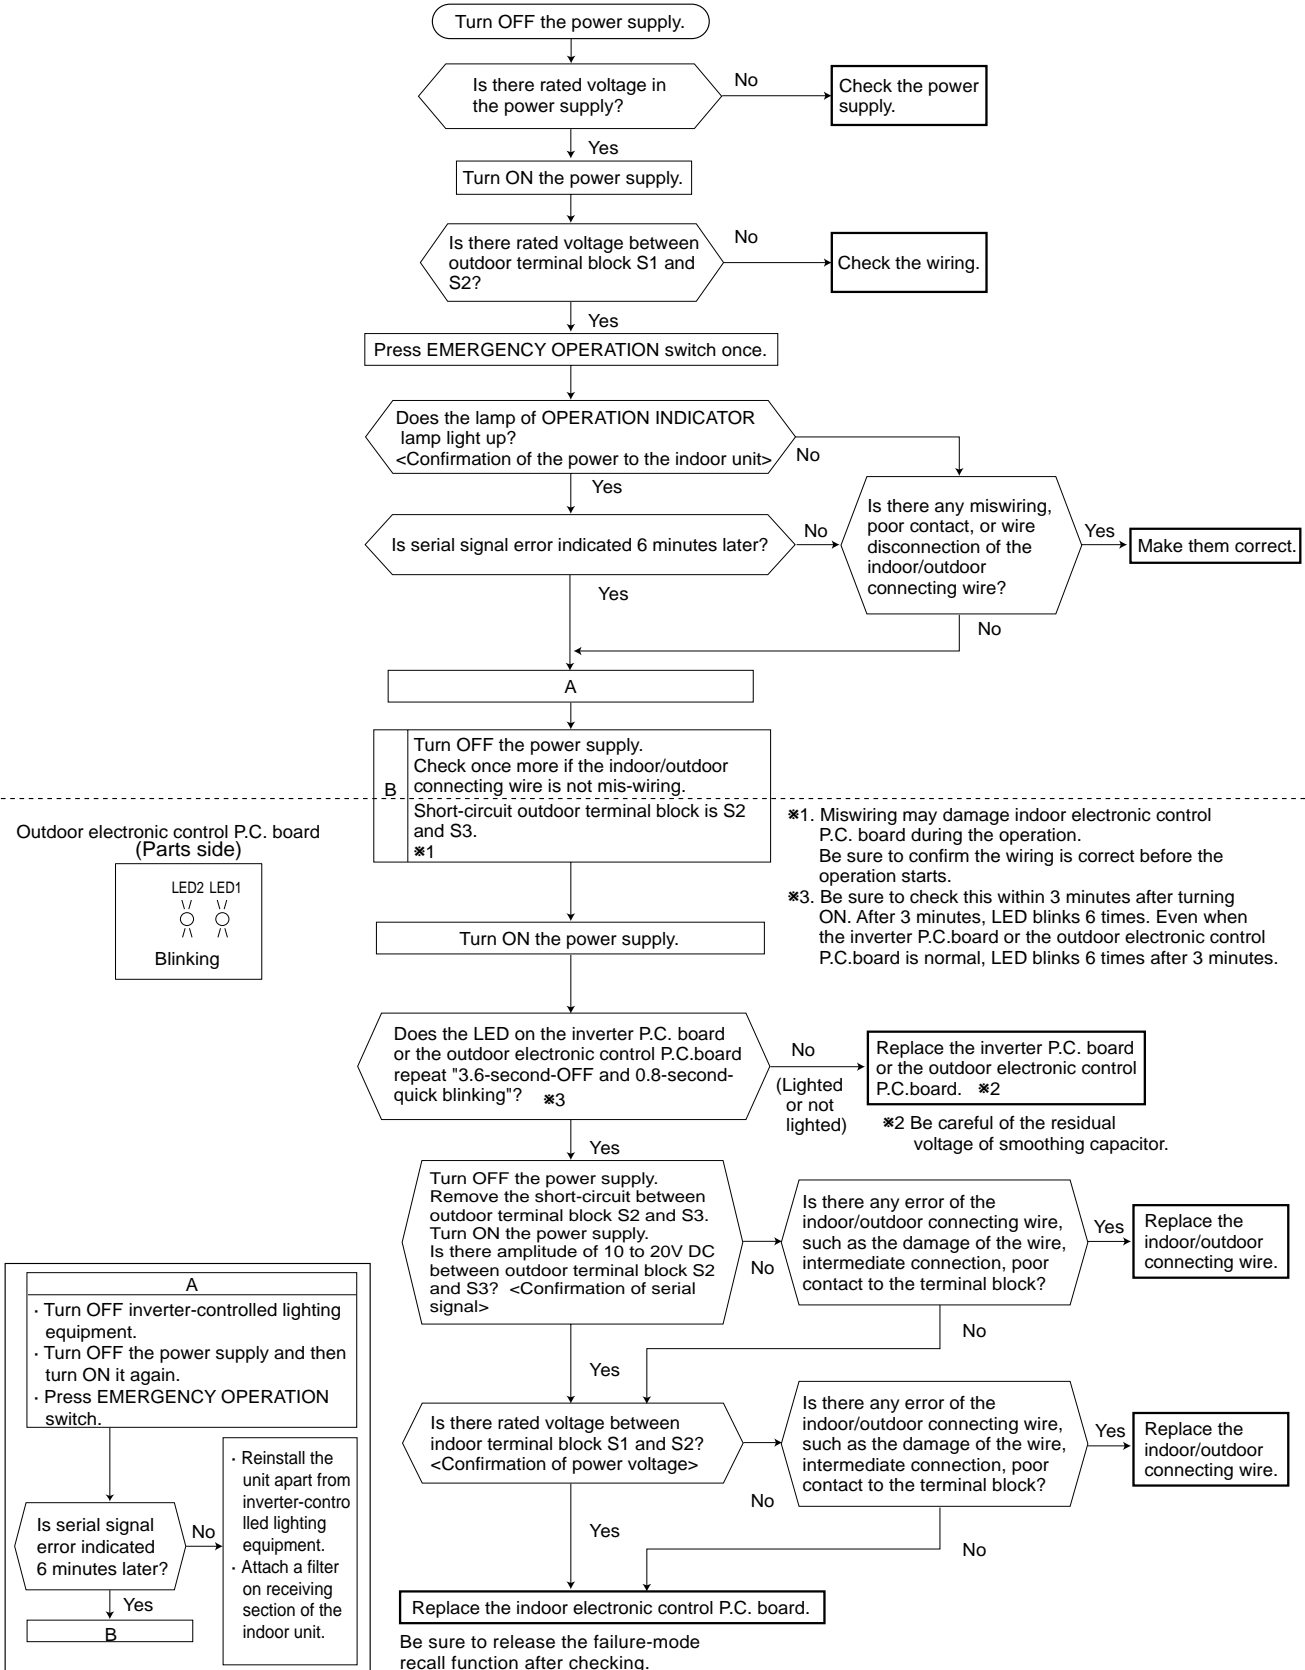 Turn OFF the power supply.
Is there rated voltage in
the power supply?
No
Check the power
supply.
Yes
Turn ON the power supply.
Is there rated voltage between
outdoor terminal block S1 and
S2?
No
Check the wiring.
Yes
Press EMERGENCY OPERATION switch once.
Does the lamp of OPERATION INDICATOR
lamp light up?
<Confirmation of the power to the indoor unit>
No
Yes
Is serial signal error indicated 6 minutes later?
No
Is there any miswiring,
poor contact, or wire
disconnection of the
indoor/outdoor
connecting wire?
Yes
Make them correct.
Yes
No
A
B
Turn OFF the power supply.
Check once more if the indoor/outdoor
connecting wire is not mis-wiring.
Short-circuit outdoor terminal block is S2
and S3.
※1
Outdoor electronic control P.C. board
(Parts side)
LED2 LED1
Blinking
※1. Miswiring may damage indoor electronic control
P.C. board during the operation.
Be sure to confirm the wiring is correct before the
operation starts.
※3. Be sure to check this within 3 minutes after turning
ON. After 3 minutes, LED blinks 6 times. Even when
the inverter P.C.board or the outdoor electronic control
P.C.board is normal, LED blinks 6 times after 3 minutes.
Turn ON the power supply.
Does the LED on the inverter P.C. board
or the outdoor electronic control P.C.board
repeat "3.6-second-OFF and 0.8-second-
quick blinking"? ※3
No
(Lighted
or not
lighted)
Replace the inverter P.C. board
or the outdoor electronic control
P.C.board. ※2
※2 Be careful of the residual
voltage of smoothing capacitor.
Yes
Turn OFF the power supply.
Remove the short-circuit between
outdoor terminal block S2 and S3.
Turn ON the power supply.
Is there amplitude of 10 to 20V DC
between outdoor terminal block S2
and S3? <Confirmation of serial
signal>
No
Is there any error of the
indoor/outdoor connecting wire,
such as the damage of the wire,
intermediate connection, poor
contact to the terminal block?
Yes
Replace the
indoor/outdoor
connecting wire.
No
Yes
Is there rated voltage between
indoor terminal block S1 and S2?
<Confirmation of power voltage>
No
Is there any error of the
indoor/outdoor connecting wire,
such as the damage of the wire,
intermediate connection, poor
contact to the terminal block?
Yes
Replace the
indoor/outdoor
connecting wire.
No
Yes
Replace the indoor electronic control P.C. board.
Be sure to release the failure-mode
recall function after checking.
A
· Turn OFF inverter-controlled lighting
equipment.
· Turn OFF the power supply and then
turn ON it again.
· Press EMERGENCY OPERATION
switch.
Is serial signal
error indicated
6 minutes later?
No
· Reinstall the
unit apart from
inverter-contro
lled lighting
equipment.
· Attach a filter
on receiving
section of the
indoor unit.
Yes
B